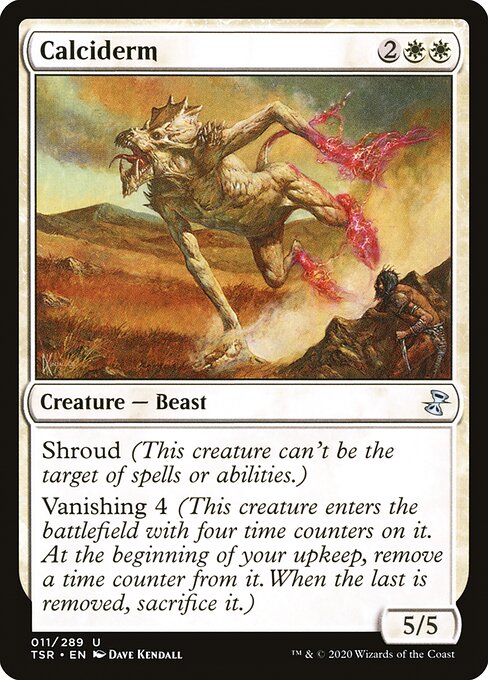 Calciderm 2
Creature — Beast
Shroud (This creature can't be the
target of spells or abilities.)
Vanishing 4 (This creature enters the
battlefield with four time counters on it.
At the beginning of your upkeep, remove
a time counter from it. When the last is
removed, sacrifice it.)
5/5
011/289 U
TSR • EN Dave Kendall
™ & © 2020 Wizards of the Coast